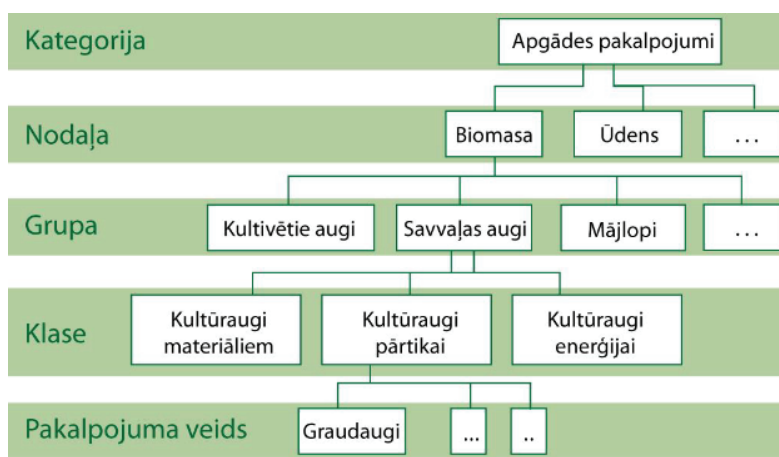 Kategorija
Apgādes pakalpojumi
Nodaļa
Biomasa
Ūdens
...
Grupa
Kultivētie augi
Savvaļas augi
Mājlopi
...
Klase
Kultūraugi
materiāliem
Kultūraugi
pārtikai
Kultūraugi
enerģijai
Pakalpojuma veids
Graudaugi
...
..